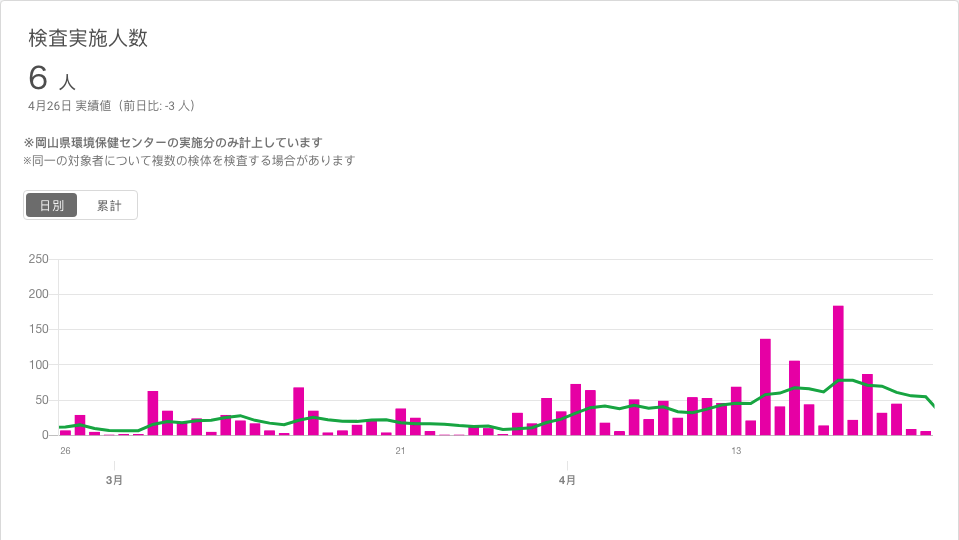 検査実施人数
6 人
4月26日 実績値（前日比: -3 人）
※岡山県環境保健センターの実施分のみ計上しています
※同一の対象者について複数の検体を検査する場合があります
日別 累計
250
200
150
100
50
0
26 21 13
3月 4月